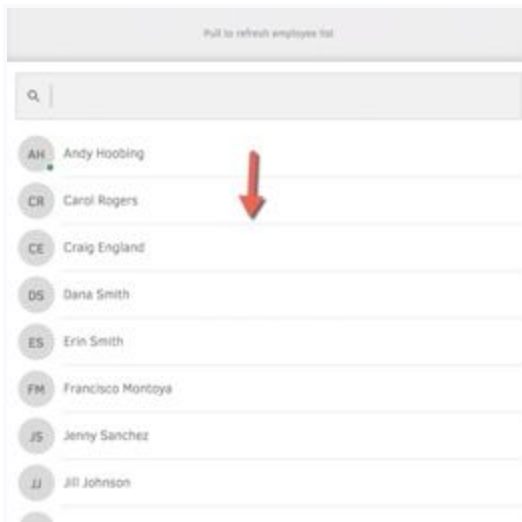 Pull to refresh employee list
AH Andy Hoobing
CR Carol Rogers
CE Craig England
DS Dana Smith
ES Erin Smith
FM Francisco Montoya
JS Jenny Sanchez
JJ Jill Johnson